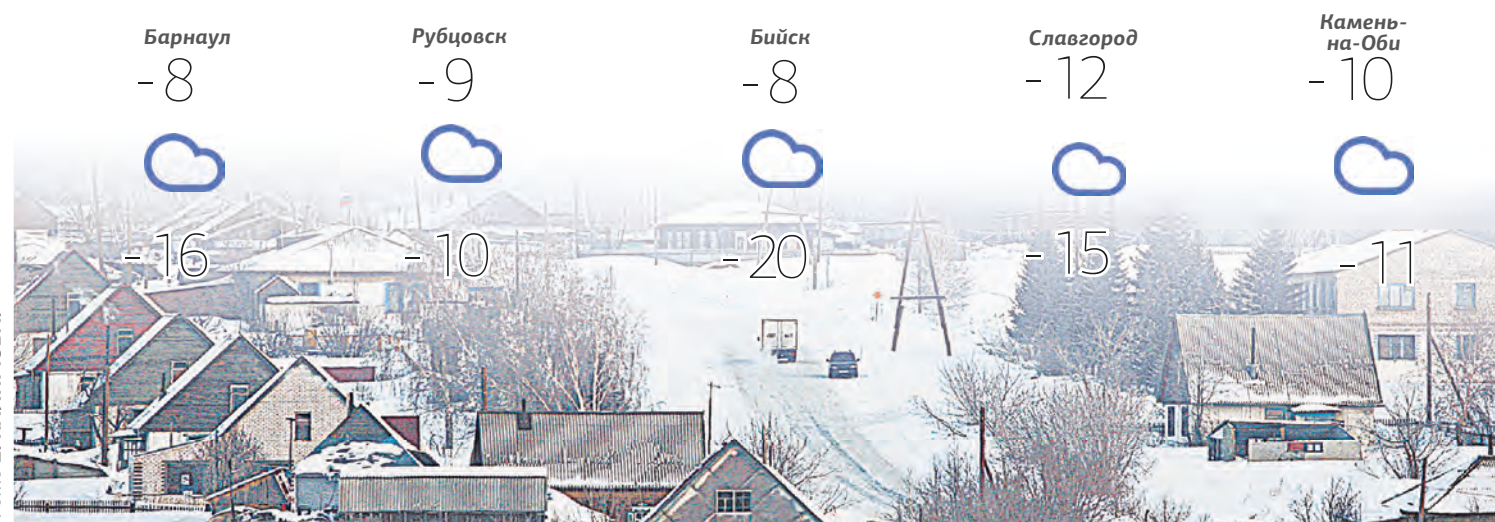 Барнаул
- 8
- 16
Рубцовск
- 9
- 10
Бийск
- 8
- 20
Славгород
- 12
- 15
Камень-
на-Оби
- 10
- 11